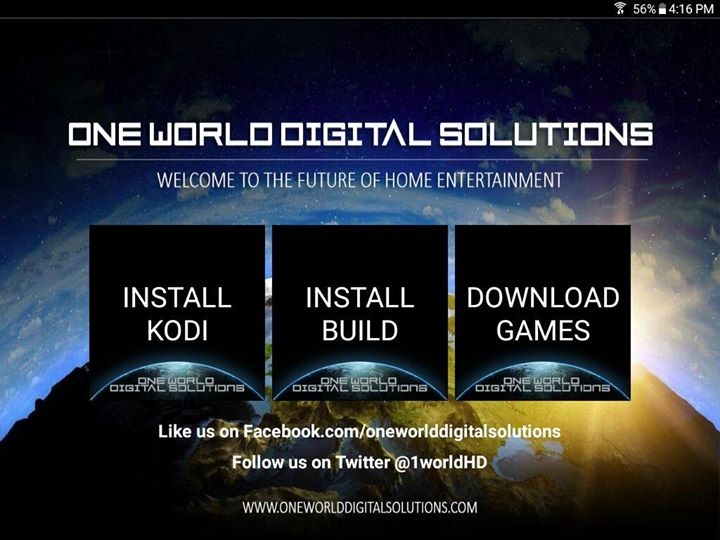 56% 4:16 PM
ONE WORLD DIGITAL SOLUTIONS
WELCOME TO THE FUTURE OF HOME ENTERTAINMENT
INSTALL
KODI
ONE WORLD
DIGITAL SOLUTIONS
INSTALL
BUILD
ONE WORLD
DIGITAL SOLUTIONS
DOWNLOAD
GAMES
ONE WORLD
DIGITAL SOLUTIONS
Like us on Facebook.com/oneworlddigitalsolutions
Follow us on Twitter @1worldHD
WWW.ONEWORLDDIGITALSOLUTIONS.COM